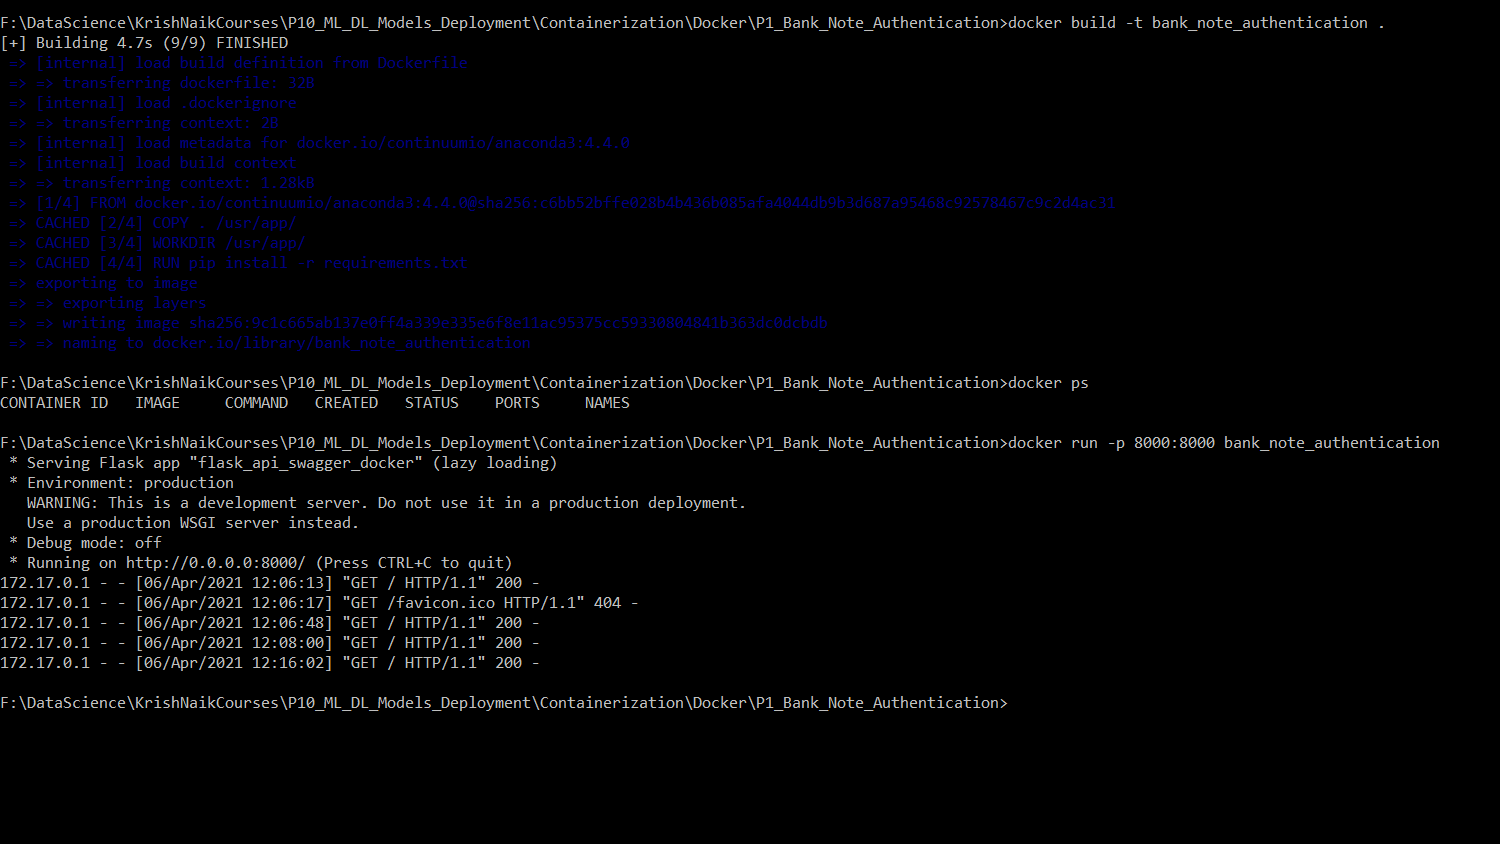 F:\DataScience\KrishNaikCourses\P10_ML_DL_Models_Deployment\Containerization\Docker\P1_Bank_Note_Authentication>docker build -t bank_note_authentication .
[+] Building 4.7s (9/9) FINISHED
=> [internal] load build definition from Dockerfile
=> => transferring dockerfile: 32B
=> [internal] load .dockerignore
=> => transferring context: 2B
=> [internal] load metadata for docker.io/continuumio/anaconda3:4.4.0
=> [internal] load build context
=> => transferring context: 1.28kB
=> [1/4] FROM docker.io/continuumio/anaconda3:4.4.0@sha256:c6bb52bffe028b4b436b085afa4044db9b3d687a95468c92578467c9c2d4ac31
=> CACHED [2/4] COPY . /usr/app/
=> CACHED [3/4] WORKDIR /usr/app/
=> CACHED [4/4] RUN pip install -r requirements.txt
=> exporting to image
=> => exporting layers
=> => writing image sha256:9c1c665ab137e0ff4a339e335e6f8e11ac95375cc59330804841b363dc0dcbdb
=> => naming to docker.io/library/bank_note_authentication
F:\DataScience\KrishNaikCourses\P10_ML_DL_Models_Deployment\Containerization\Docker\P1_Bank_Note_Authentication>docker ps
CONTAINER ID   IMAGE     COMMAND   CREATED   STATUS    PORTS     NAMES
F:\DataScience\KrishNaikCourses\P10_ML_DL_Models_Deployment\Containerization\Docker\P1_Bank_Note_Authentication>docker run -p 8000:8000 bank_note_authentication
* Serving Flask app "flask_api_swagger_docker" (lazy loading)
* Environment: production
WARNING: This is a development server. Do not use it in a production deployment.
Use a production WSGI server instead.
* Debug mode: off
* Running on http://0.0.0.0:8000/ (Press CTRL+C to quit)
172.17.0.1 - - [06/Apr/2021 12:06:13] "GET / HTTP/1.1" 200 -
172.17.0.1 - - [06/Apr/2021 12:06:17] "GET /favicon.ico HTTP/1.1" 404 -
172.17.0.1 - - [06/Apr/2021 12:06:48] "GET / HTTP/1.1" 200 -
172.17.0.1 - - [06/Apr/2021 12:08:00] "GET / HTTP/1.1" 200 -
172.17.0.1 - - [06/Apr/2021 12:16:02] "GET / HTTP/1.1" 200 -
F:\DataScience\KrishNaikCourses\P10_ML_DL_Models_Deployment\Containerization\Docker\P1_Bank_Note_Authentication>